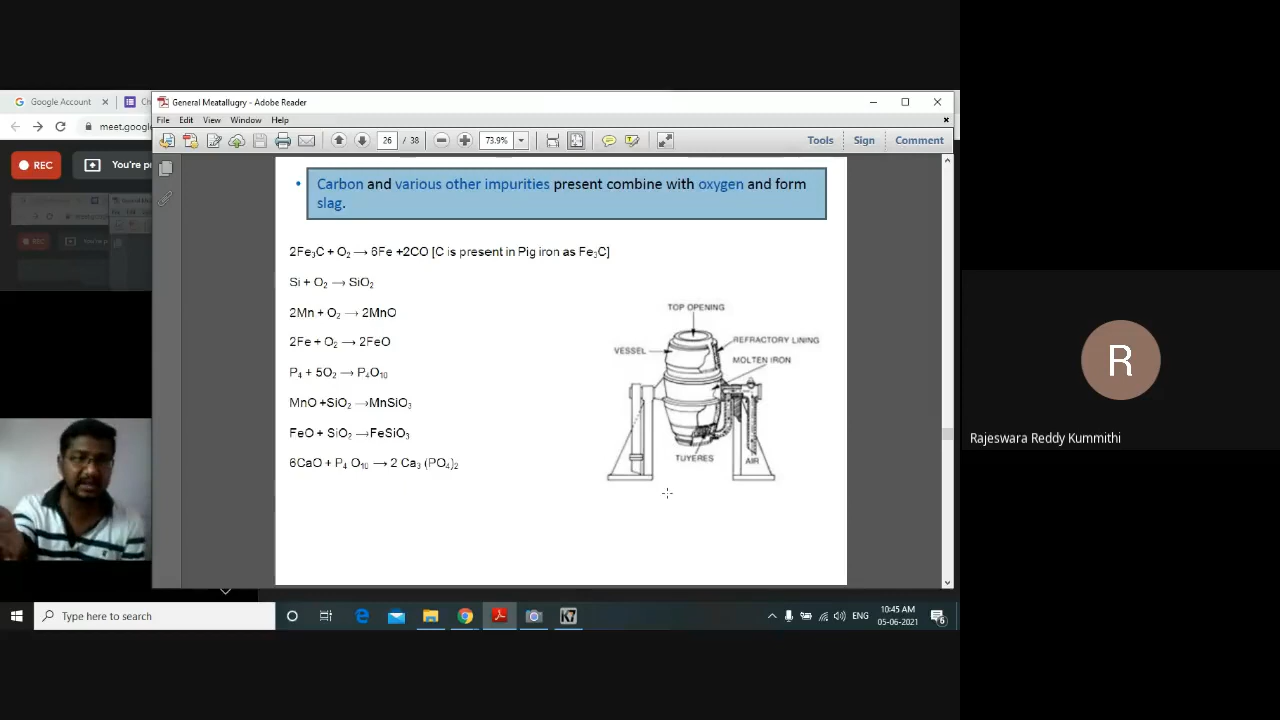 Google Account
General Meatallugry - Adobe Reader
meet.google
File Edit View Window Help
26 / 38 73.9% Tools Sign Comment
REC You're pr
• Carbon and various other impurities present combine with oxygen and form
slag.
2Fe₃C + O₂ → 6Fe +2CO [C is present in Pig iron as Fe₃C]
Si + O₂ → SiO₂
2Mn + O₂ → 2MnO
2Fe + O₂ → 2FeO
P₄ + 5O₂ → P₄O₁₀
MnO +SiO₂ →MnSiO₃
FeO + SiO₂ →FeSiO₃
6CaO + P₄ O₁₀ → 2 Ca₃ (PO₄)₂
TOP OPENING
REFRACTORY LINING
VESSEL
MOLTEN IRON
TUYERES
AIR
R
Rajeswara Reddy Kummithi
Type here to search
K7
ENG
10:45 AM
05-06-2021
6